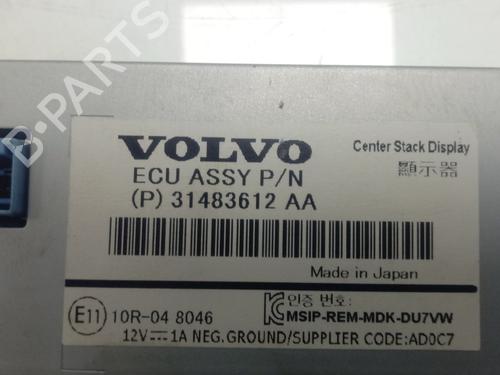 VOLVO
Center Stack Display
ECU ASSY P/N
顯示器
(P) 31483612 AA
Made in Japan
E11 10R-04 8046
인증 번호:
MSIP-REM-MDK-DU7VW
12V⎓1A NEG.GROUND/SUPPLIER CODE:AD0C7